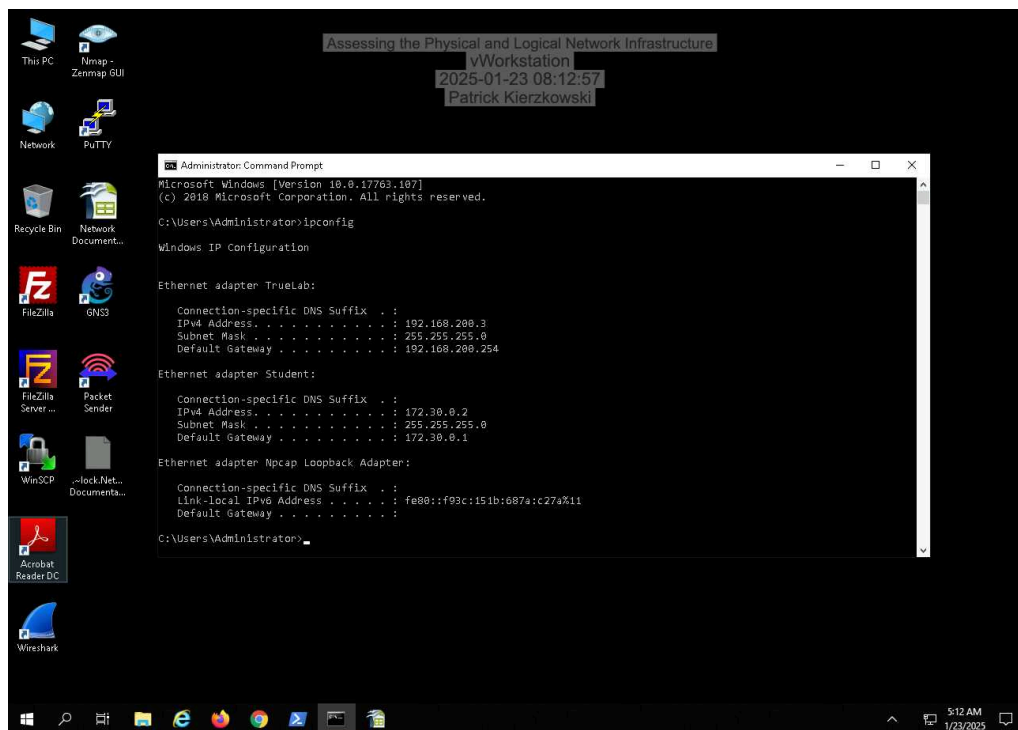 Assessing the Physical and Logical Network Infrastructure
vWorkstation
2025-01-23 08:12:57
Patrick Kierzkowski
This PC
Nmap -
Zenmap GUI
Network
PuTTY
Recycle Bin
Network
Document...
FileZilla
GNS3
FileZilla
Server ...
Packet
Sender
WinSCP
.~lock.Net...
Documenta...
Acrobat
Reader DC
Wireshark
Administrator: Command Prompt
Microsoft Windows [Version 10.0.17763.107]
(c) 2018 Microsoft Corporation. All rights reserved.
C:\Users\Administrator>ipconfig
Windows IP Configuration
Ethernet adapter TrueLab:
Connection-specific DNS Suffix  . :
IPv4 Address. . . . . . . . . . . : 192.168.200.3
Subnet Mask . . . . . . . . . . . : 255.255.255.0
Default Gateway . . . . . . . . . : 192.168.200.254
Ethernet adapter Student:
Connection-specific DNS Suffix  . :
IPv4 Address. . . . . . . . . . . : 172.30.0.2
Subnet Mask . . . . . . . . . . . : 255.255.255.0
Default Gateway . . . . . . . . . : 172.30.0.1
Ethernet adapter Npcap Loopback Adapter:
Connection-specific DNS Suffix  . :
Link-local IPv6 Address . . . . . : fe80::f93c:151b:687a:c27a%11
Default Gateway . . . . . . . . . :
C:\Users\Administrator>
5:12 AM
1/23/2025